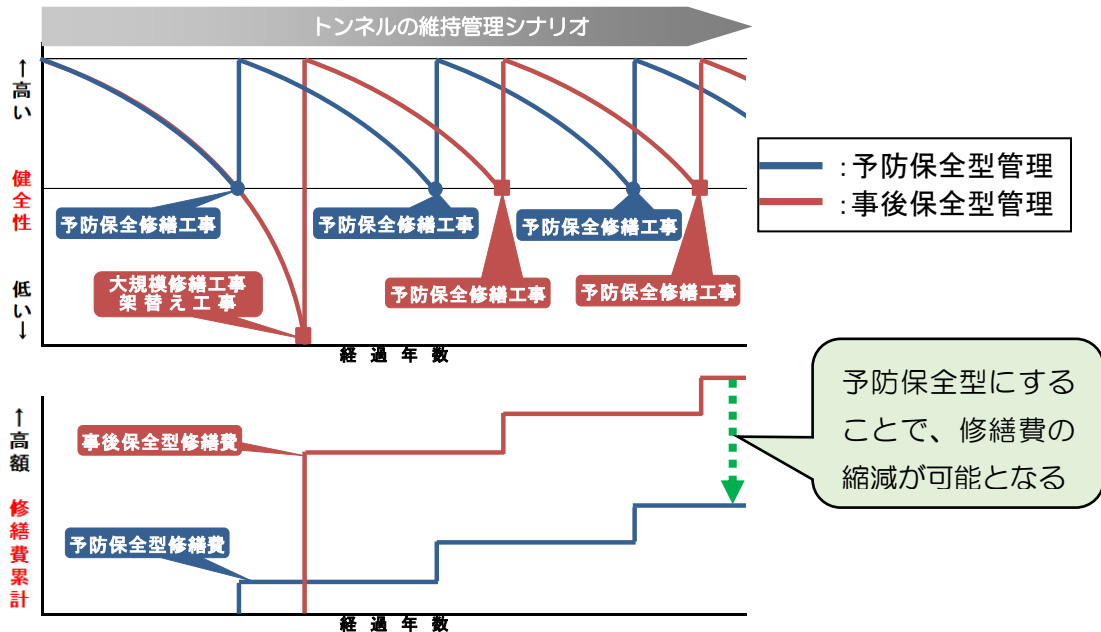 トンネルの維持管理シナリオ
↑高い
健全性
低い↓
予防保全修繕工事
予防保全修繕工事
予防保全修繕工事
大規模修繕工事
架替え工事
予防保全修繕工事
予防保全修繕工事
経過年数
:予防保全型管理
:事後保全型管理
↑高額
修繕費累計
事後保全型修繕費
予防保全型修繕費
経過年数
予防保全型にする
ことで、修繕費の
縮減が可能となる